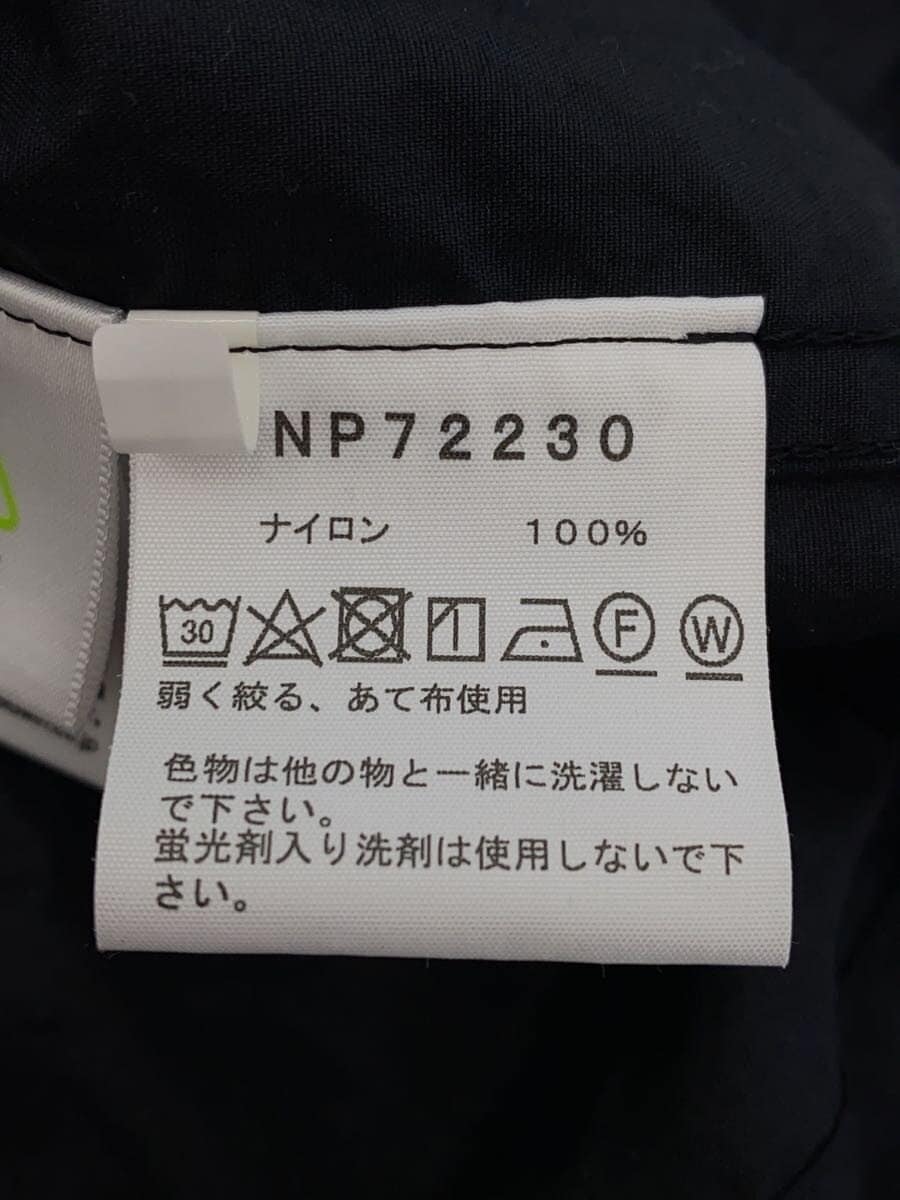 NP72230
ナイロン 100%
30 F W
弱く絞る、あて布使用
色物は他の物と一緒に洗濯しない
で下さい。
蛍光剤入り洗剤は使用しないで下
さい。